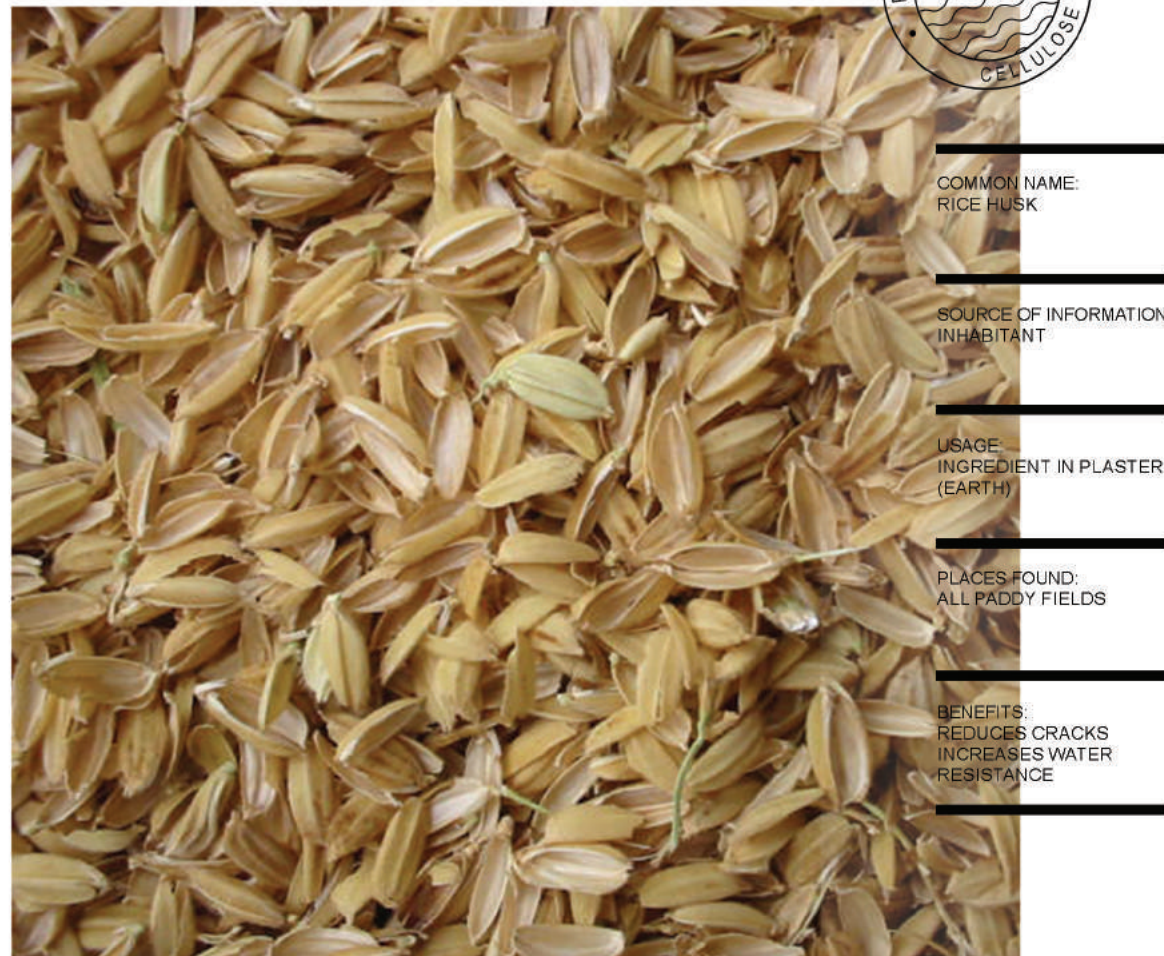 CELLULOSE
COMMON NAME:
RICE HUSK
SOURCE OF INFORMATION
INHABITANT
USAGE:
INGREDIENT IN PLASTER
(EARTH)
PLACES FOUND:
ALL PADDY FIELDS
BENEFITS:
REDUCES CRACKS
INCREASES WATER
RESISTANCE